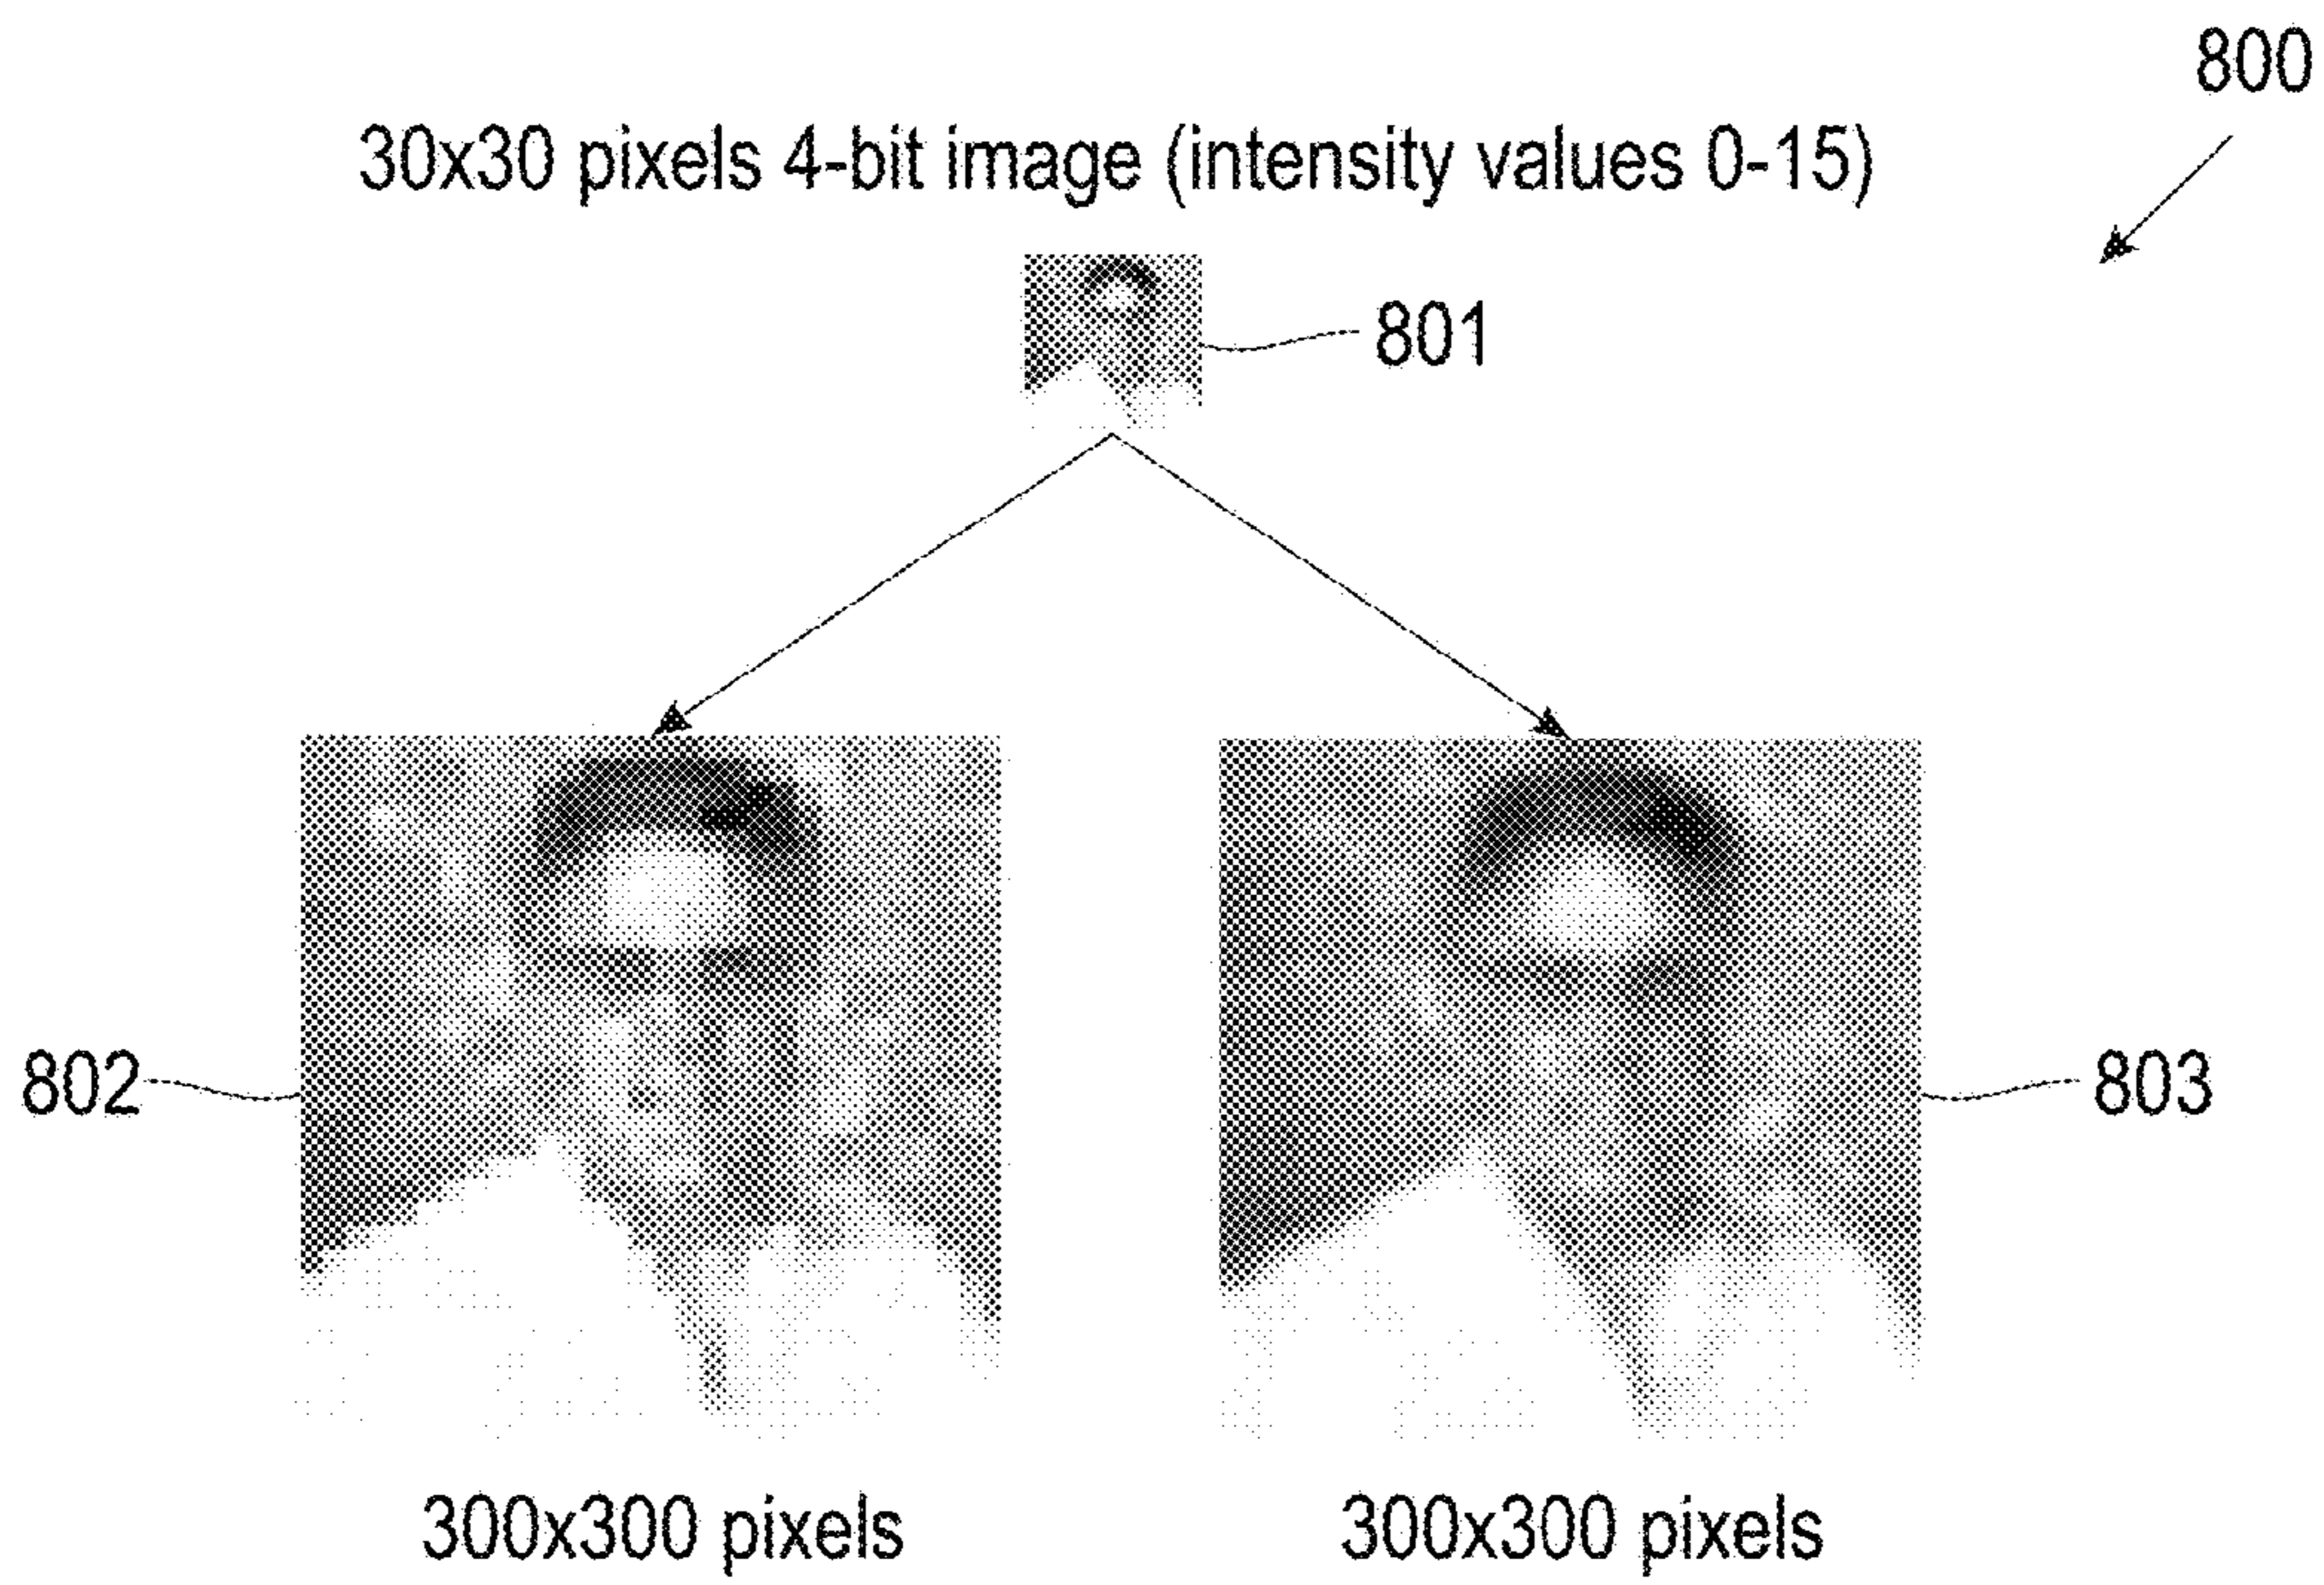 800
30x30 pixels 4-bit image (intensity values 0-15)
801
802
803
300x300 pixels
300x300 pixels